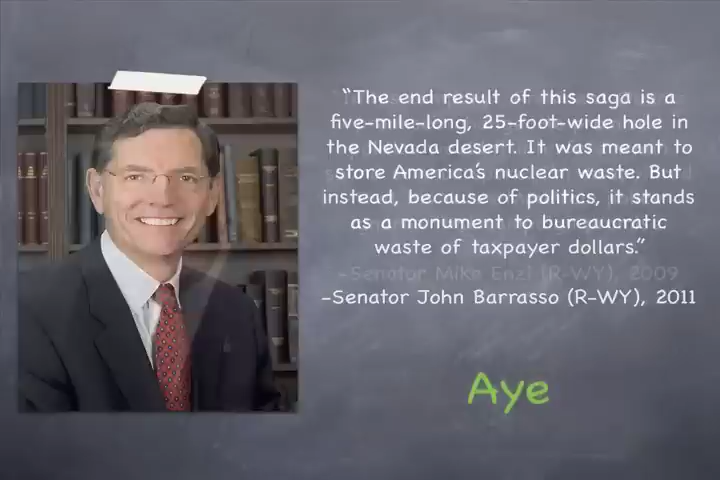 “The end result of this saga is a
five-mile-long, 25-foot-wide hole in
the Nevada desert. It was meant to
store America’s nuclear waste. But
instead, because of politics, it stands
as a monument to bureaucratic
waste of taxpayer dollars.”
-Senator Mike Enzi (R-WY), 2009
-Senator John Barrasso (R-WY), 2011
Aye